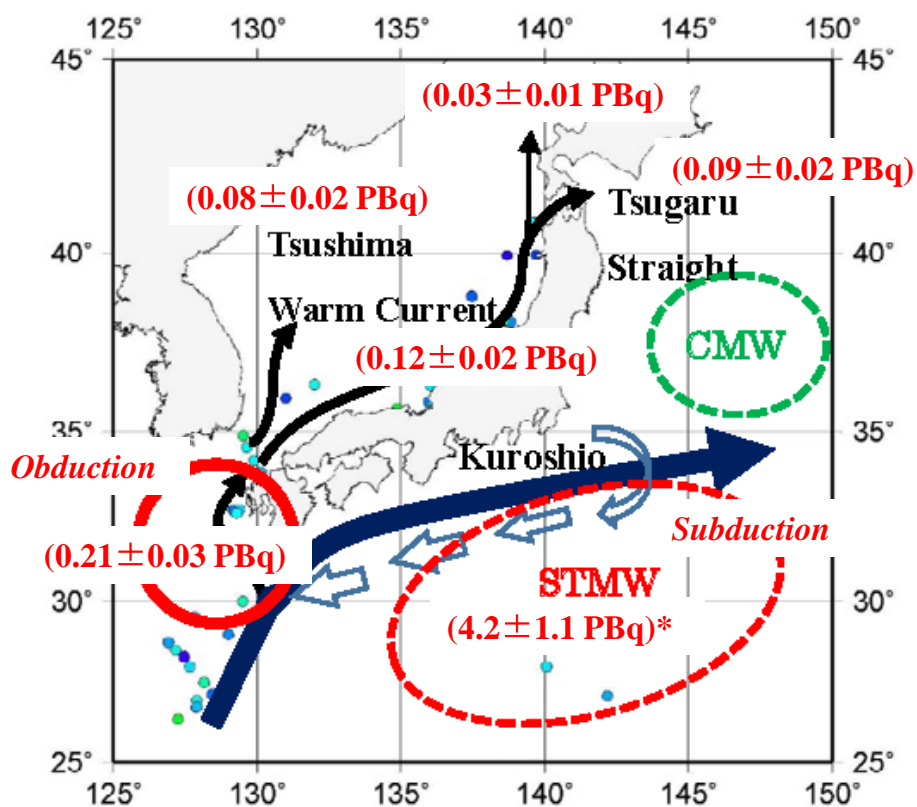 125° 130° 135° 140° 145° 150°
45° 45°
(0.03±0.01 PBq)
(0.09±0.02 PBq)
(0.08±0.02 PBq)
Tsugaru
Tsushima
40° 40°
Straight
Warm Current
CMW
(0.12±0.02 PBq)
35° 35°
Obduction
Kuroshio
Subduction
(0.21±0.03 PBq)
STMW
30° 30°
(4.2±1.1 PBq)*
25° 25°
125° 130° 135° 140° 145° 150°